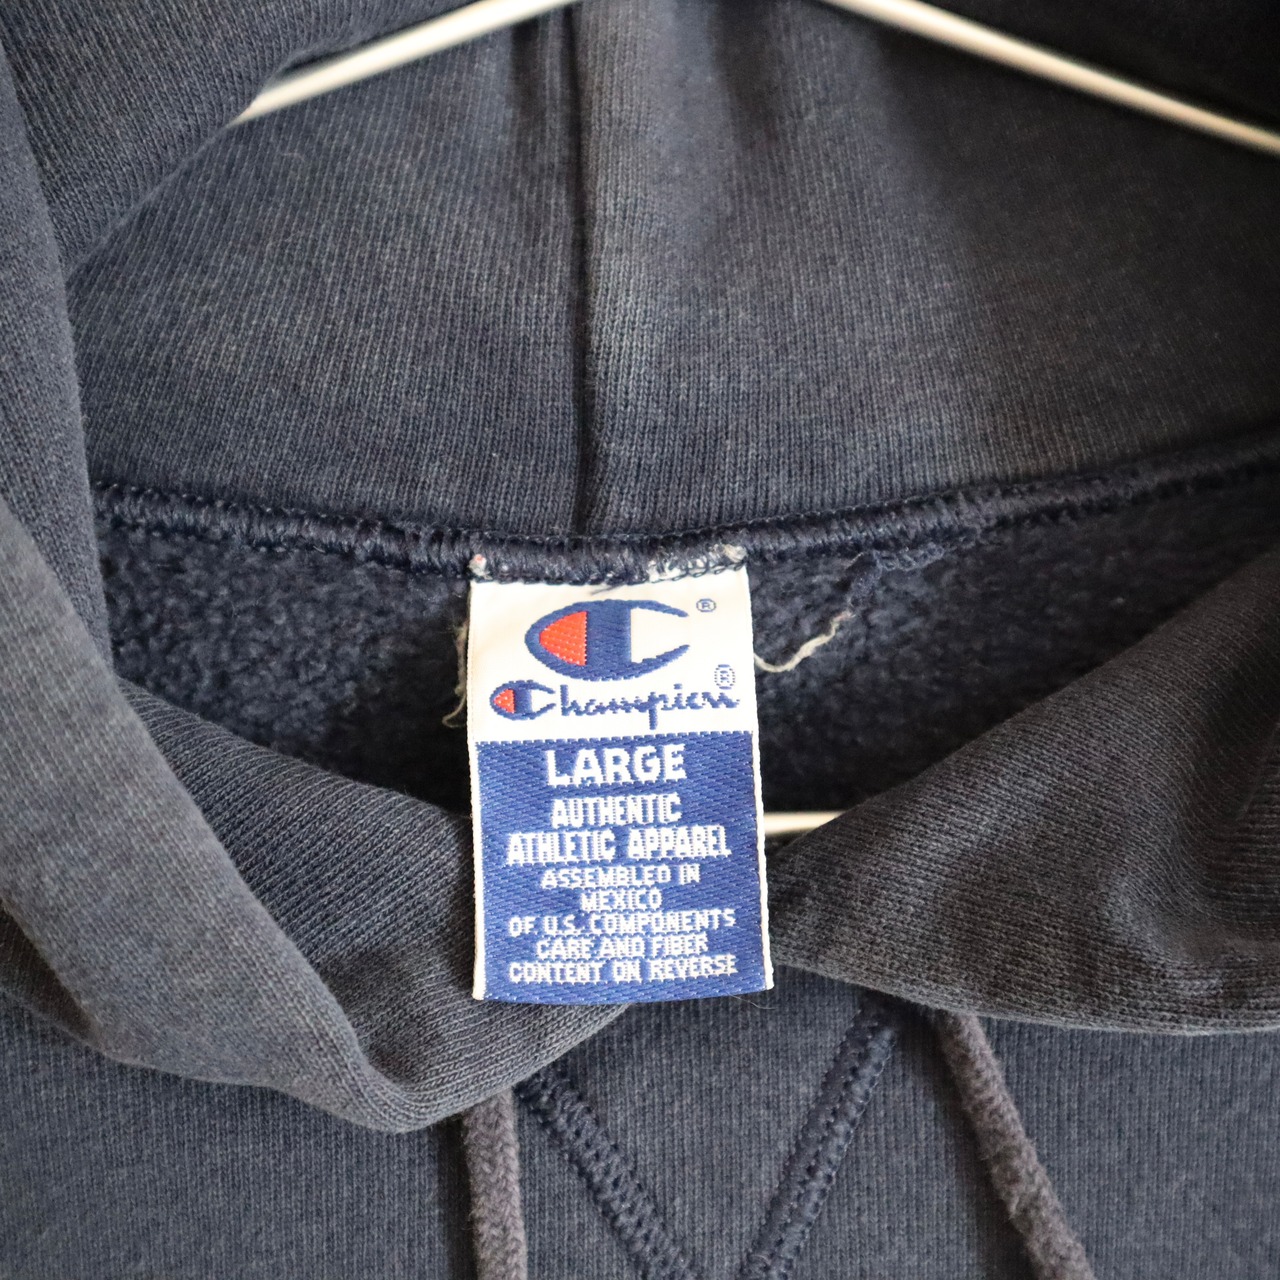 ®
Champion®
LARGE
AUTHENTIC
ATHLETIC APPAREL
ASSEMBLED IN
MEXICO
OF U.S. COMPONENTS
CARE AND FIBER
CONTENT ON REVERSE